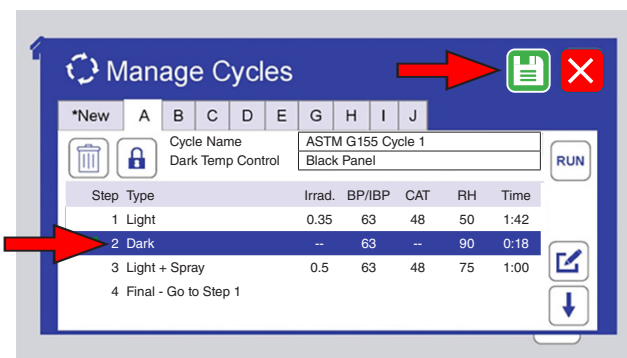 Manage Cycles
*New A B C D E G H I J
Cycle Name ASTM G155 Cycle 1
Dark Temp Control Black Panel
RUN
Step Type Irrad. BP/IBP CAT RH Time
1 Light 0.35 63 48 50 1:42
2 Dark -- 63 -- 90 0:18
3 Light + Spray 0.5 63 48 75 1:00
4 Final - Go to Step 1